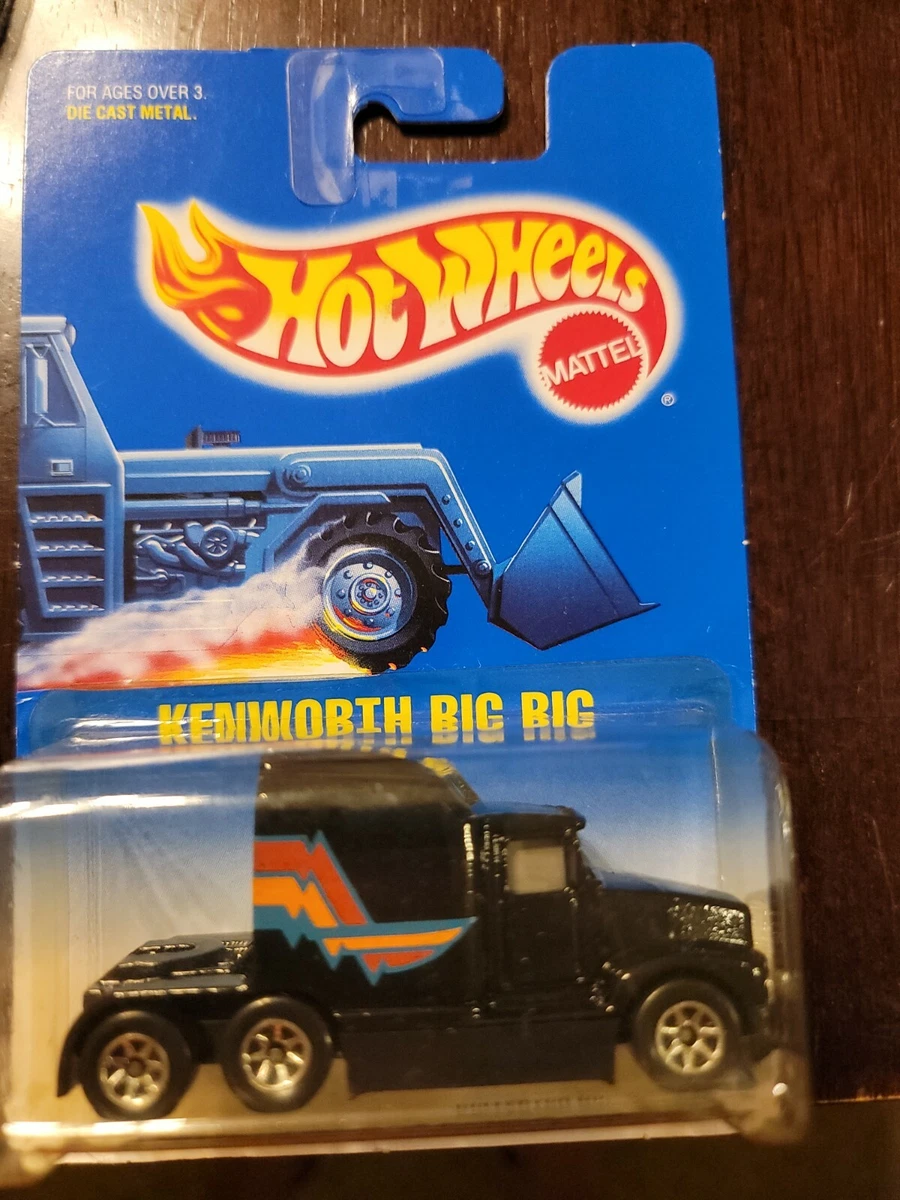 FOR AGES OVER 3.
DIE CAST METAL.
HOT WHEELS
MATTEL
®
KENWORTH BIG RIG